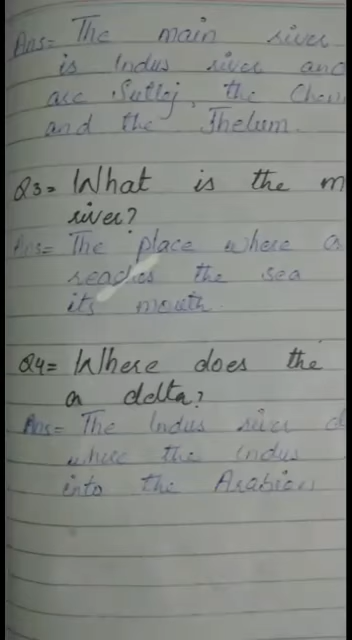 Ans= The main river
is Indus river and
are Sutlej, the Chen
and the Jhelum.
Q3= What is the m
river?
Ans= The place where a
reaches the sea
its mouth.
Q4= Where does the
a delta?
Ans= The Indus river d
where the Indus
into the Arabian